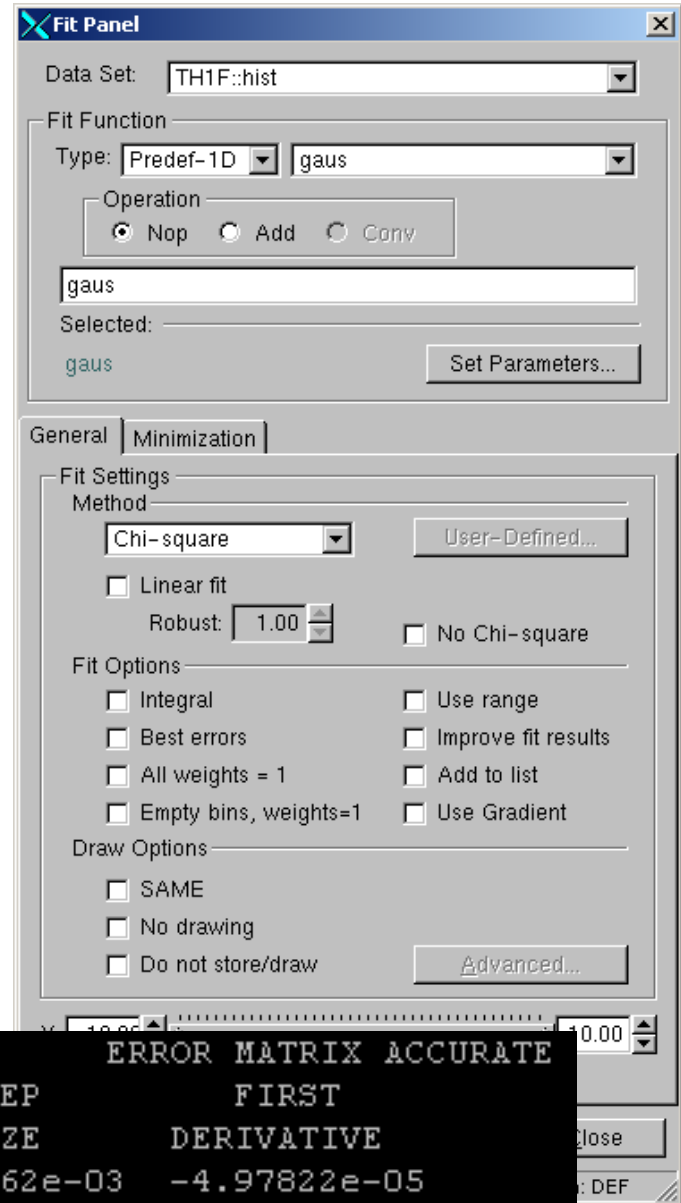 Fit Panel
Data Set: TH1F::hist
Fit Function
Type: Predef-1D gaus
Operation
Nop Add Conv
gaus
Selected:
gaus Set Parameters...
General Minimization
Fit Settings
Method
Chi-square User-Defined...
Linear fit
Robust: 1.00 No Chi-square
Fit Options
Integral Use range
Best errors Improve fit results
All weights = 1 Add to list
Empty bins, weights=1 Use Gradient
Draw Options
SAME
No drawing
Do not store/draw Advanced...
10.00
ERROR MATRIX ACCURATE
EP FIRST
ZE DERIVATIVE
62e-03 -4.97822e-05
Close
: DEF